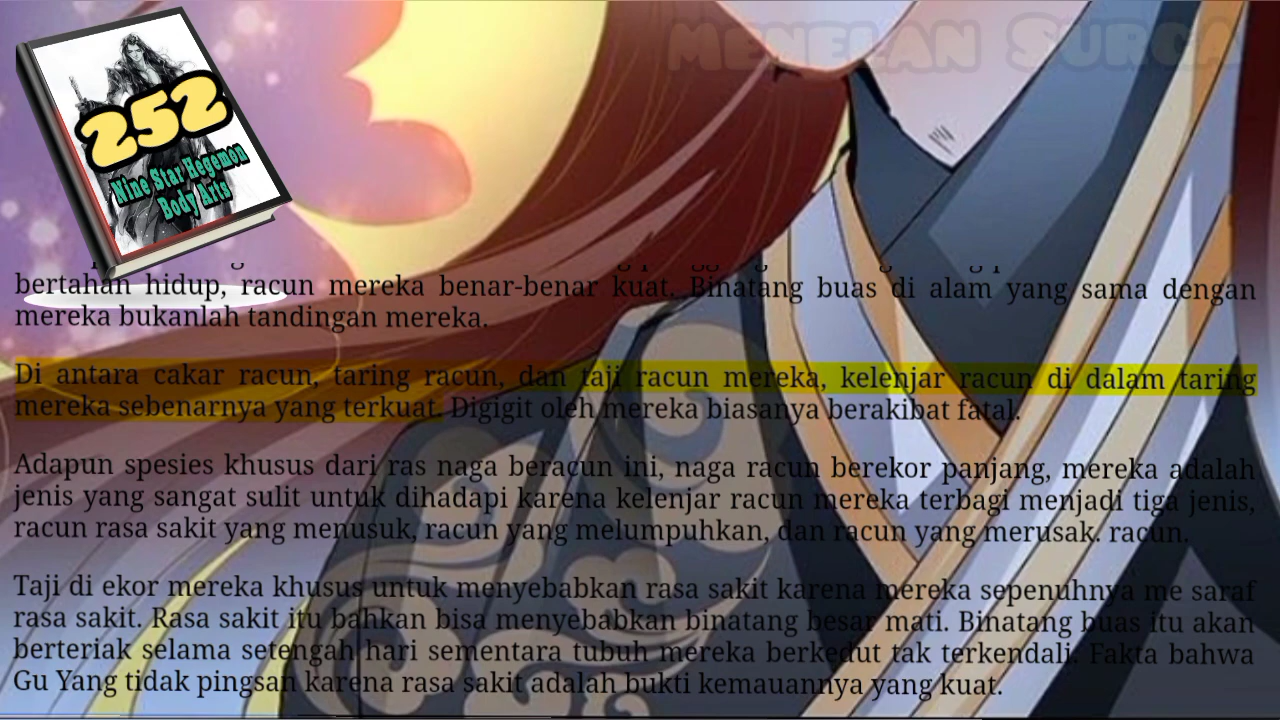 MENELAN SURGA
252
Nine Star Hegemon
Body Arts
bertahan hidup, racun mereka benar-benar kuat. Binatang buas di alam yang sama dengan
mereka bukanlah tandingan mereka.
Di antara cakar racun, taring racun, dan taji racun mereka, kelenjar racun di dalam taring
mereka sebenarnya yang terkuat. Digigit oleh mereka biasanya berakibat fatal.
Adapun spesies khusus dari ras naga beracun ini, naga racun berekor panjang, mereka adalah
jenis yang sangat sulit untuk dihadapi karena kelenjar racun mereka terbagi menjadi tiga jenis,
racun rasa sakit yang menusuk, racun yang melumpuhkan, dan racun yang merusak. racun.
Taji di ekor mereka khusus untuk menyebabkan rasa sakit karena mereka sepenuhnya me saraf
rasa sakit. Rasa sakit itu bahkan bisa menyebabkan binatang besar mati. Binatang buas itu akan
berteriak selama setengah hari sementara tubuh mereka berkedut tak terkendali. Fakta bahwa
Gu Yang tidak pingsan karena rasa sakit adalah bukti kemauannya yang kuat.